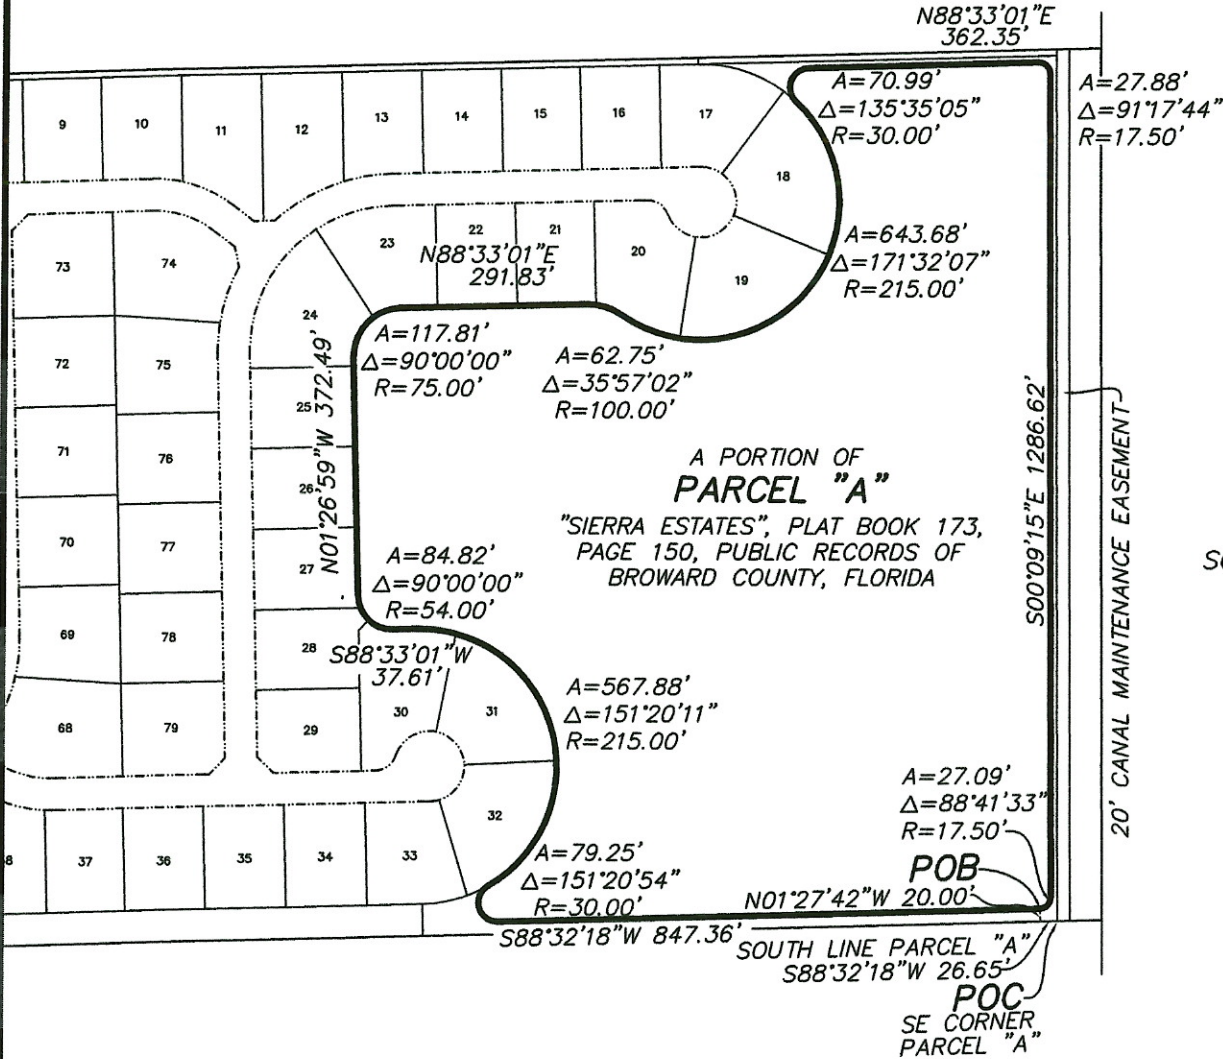 N88°33'01"E
362.35'
A=70.99'
Δ=135°35'05"
R=30.00'
A=27.88'
Δ=91°17'44"
R=17.50'
9
10
11
12
13
14
15
16
17
18
A=643.68'
Δ=171°32'07"
R=215.00'
73
74
23
22
21
20
19
N88°33'01"E
291.83'
24
A=117.81'
Δ=90°00'00"
R=75.00'
A=62.75'
Δ=35°57'02"
R=100.00'
72
75
25
N01°26'59"W 372.49'
S00°09'15"E 1286.62'
20' CANAL MAINTENANCE EASEMENT
71
76
26
A PORTION OF
PARCEL "A"
"SIERRA ESTATES", PLAT BOOK 173,
PAGE 150, PUBLIC RECORDS OF
BROWARD COUNTY, FLORIDA
70
77
27
A=84.82'
Δ=90°00'00"
R=54.00'
69
78
28
S88°33'01"W
37.61'
68
79
29
30
31
A=567.88'
Δ=151°20'11"
R=215.00'
32
A=27.09'
Δ=88°41'33"
R=17.50'
37
36
35
34
33
A=79.25'
Δ=151°20'54"
R=30.00'
POB
N01°27'42"W 20.00'
S88°32'18"W 847.36'
SOUTH LINE PARCEL "A"
S88°32'18"W 26.65'
POC
SE CORNER
PARCEL "A"